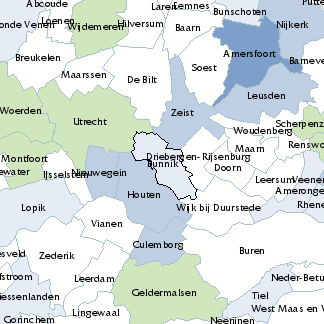 Abcoude
Laren
Eemnes
Putte
Loenen
Bunschoten
onde Venen
Wijdemeren
Hilversum
Baarn
Nijkerk
Breukelen
Amersfoort
Barneve
Maarssen
De Bilt
Soest
Leusden
Woerden
Utrecht
Zeist
Scherpenz
Woudenberg
Maarn
Renswo
Montfoort
Driebergen-Rijsenburg
Bunnik
Doorn
ewater
IJsselstein
Nieuwegein
Leersum
Veenen
Amerongen
Houten
Lopik
Wijk bij Duurstede
Rhene
Vianen
Culemborg
Buren
esveld
Zederik
Neder-Betu
fstroom
Leerdam
Geldermalsen
Tiel
iessenlanden
West Maas en W
Lingewaal
Gorinchem
Neerijnen